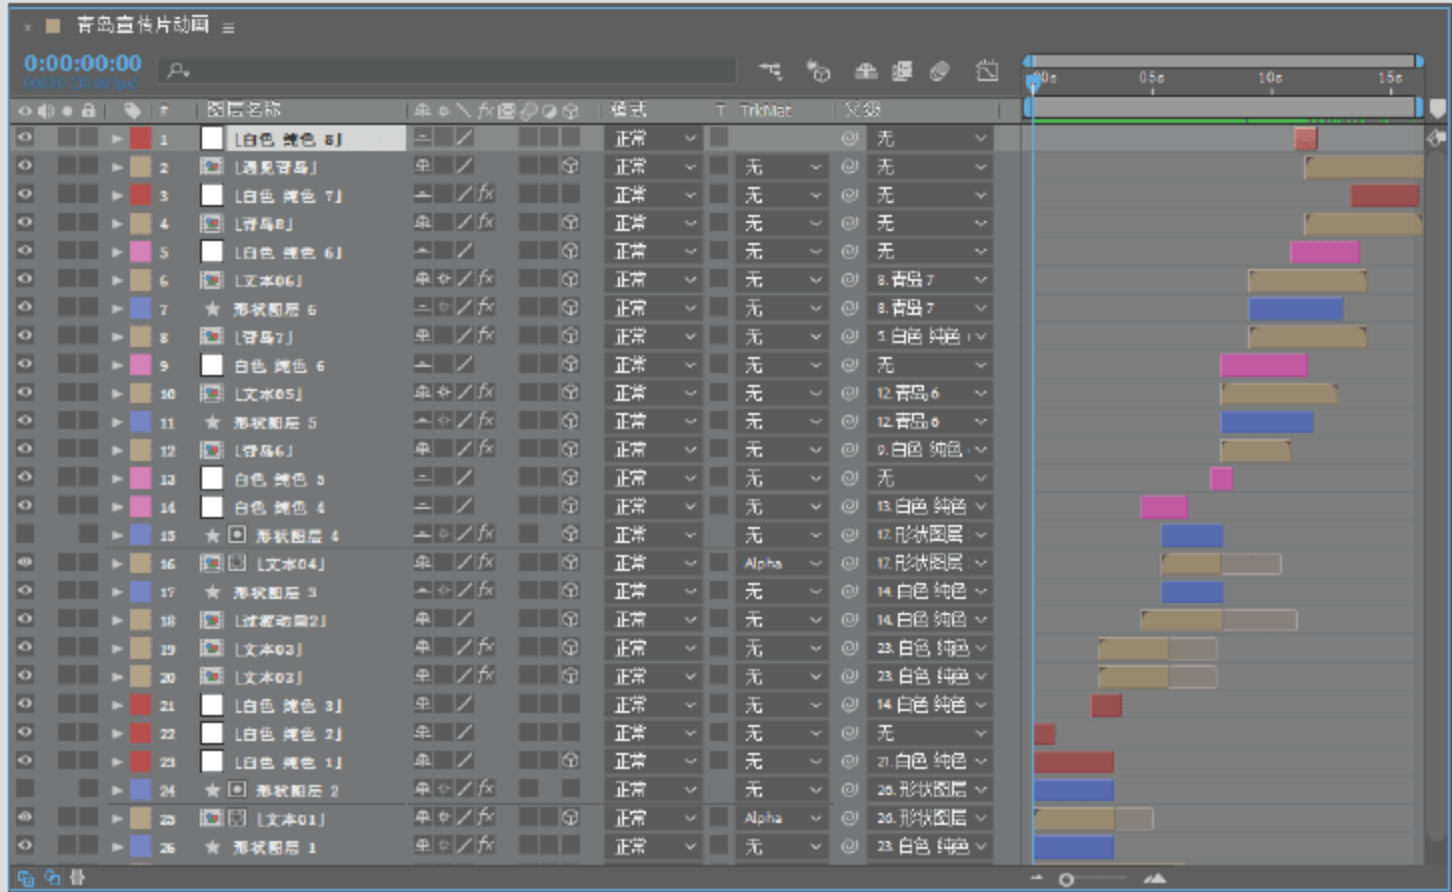 青岛宣传片动画
0:00:00:00
# 图层名称 模式 T TrkMat 父级
00s 05s 10s 15s
1 [白色 纯色 8] 正常 无
2 [遇见青岛] 正常 无 无
3 [白色 纯色 7] 正常 无 无
4 [青岛8] 正常 无 无
5 [白色 纯色 6] 正常 无 无
6 [文本06] 正常 无 8. 青岛 7
7 形状图层 6 正常 无 8. 青岛 7
8 [青岛7] 正常 无 5. 白色 纯色
9 白色 纯色 6 正常 无 无
10 [文本05] 正常 无 12. 青岛 6
11 形状图层 5 正常 无 12. 青岛 6
12 [青岛6] 正常 无 9. 白色 纯色
13 白色 纯色 5 正常 无 无
14 白色 纯色 4 正常 无 13. 白色 纯色
15 形状图层 4 正常 无 17. 形状图层
16 [文本04] 正常 Alpha 17. 形状图层
17 形状图层 3 正常 无 14. 白色 纯色
18 正常 无 14. 白色 纯色
19 [文本03] 正常 无 23. 白色 纯色
20 [文本03] 正常 无 23. 白色 纯色
21 [白色 纯色 3] 正常 无 14. 白色 纯色
22 [白色 纯色 2] 正常 无 无
23 [白色 纯色 1] 正常 无 21. 白色 纯色
24 形状图层 2 正常 无 26. 形状图层
25 [文本01] 正常 Alpha 26. 形状图层
26 形状图层 1 正常 无 23. 白色 纯色